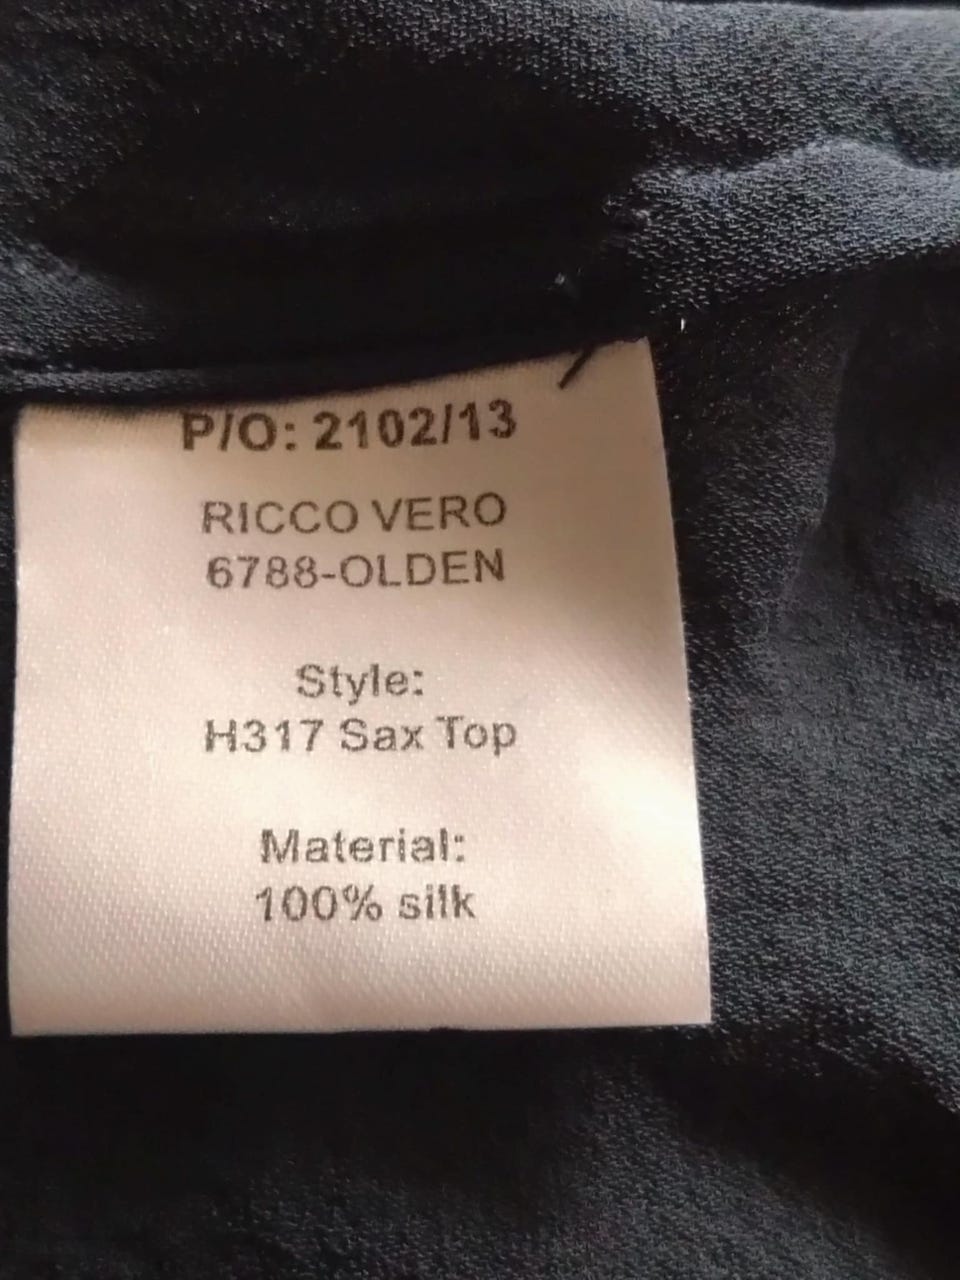 P/O: 2102/13
RICCO VERO
6788-OLDEN
Style:
H317 Sax Top
Material:
100% silk